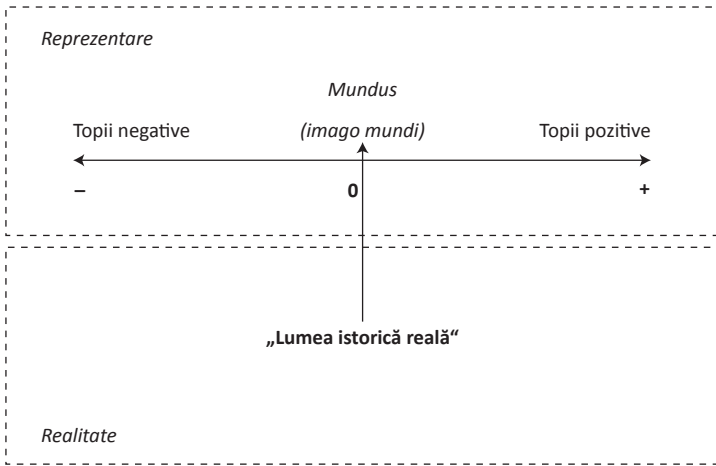 Reprezentare
Mundus
Topii negative (imago mundi) Topii pozitive
– 0 +
„Lumea istorică reală“
Realitate